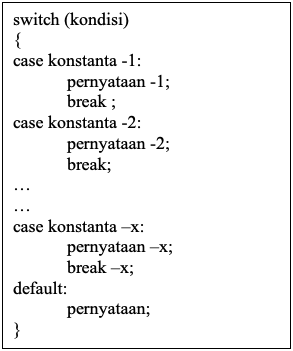 switch (kondisi)
{
case konstanta -1:
pernyataan -1;
break ;
case konstanta -2:
pernyataan -2;
break;
…
…
case konstanta –x:
pernyataan –x;
break –x;
default:
pernyataan;
}